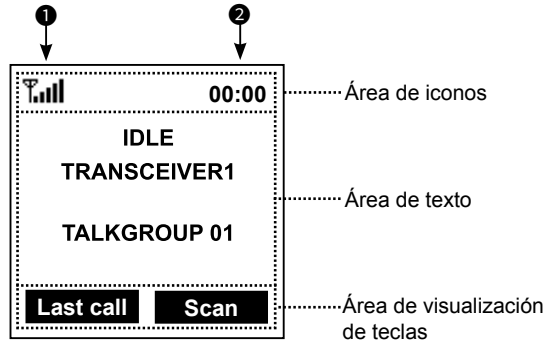 ❶ ❷
00:00
Área de iconos
IDLE
TRANSCEIVER1
Área de texto
TALKGROUP 01
Last call Scan
Área de visualización
de teclas